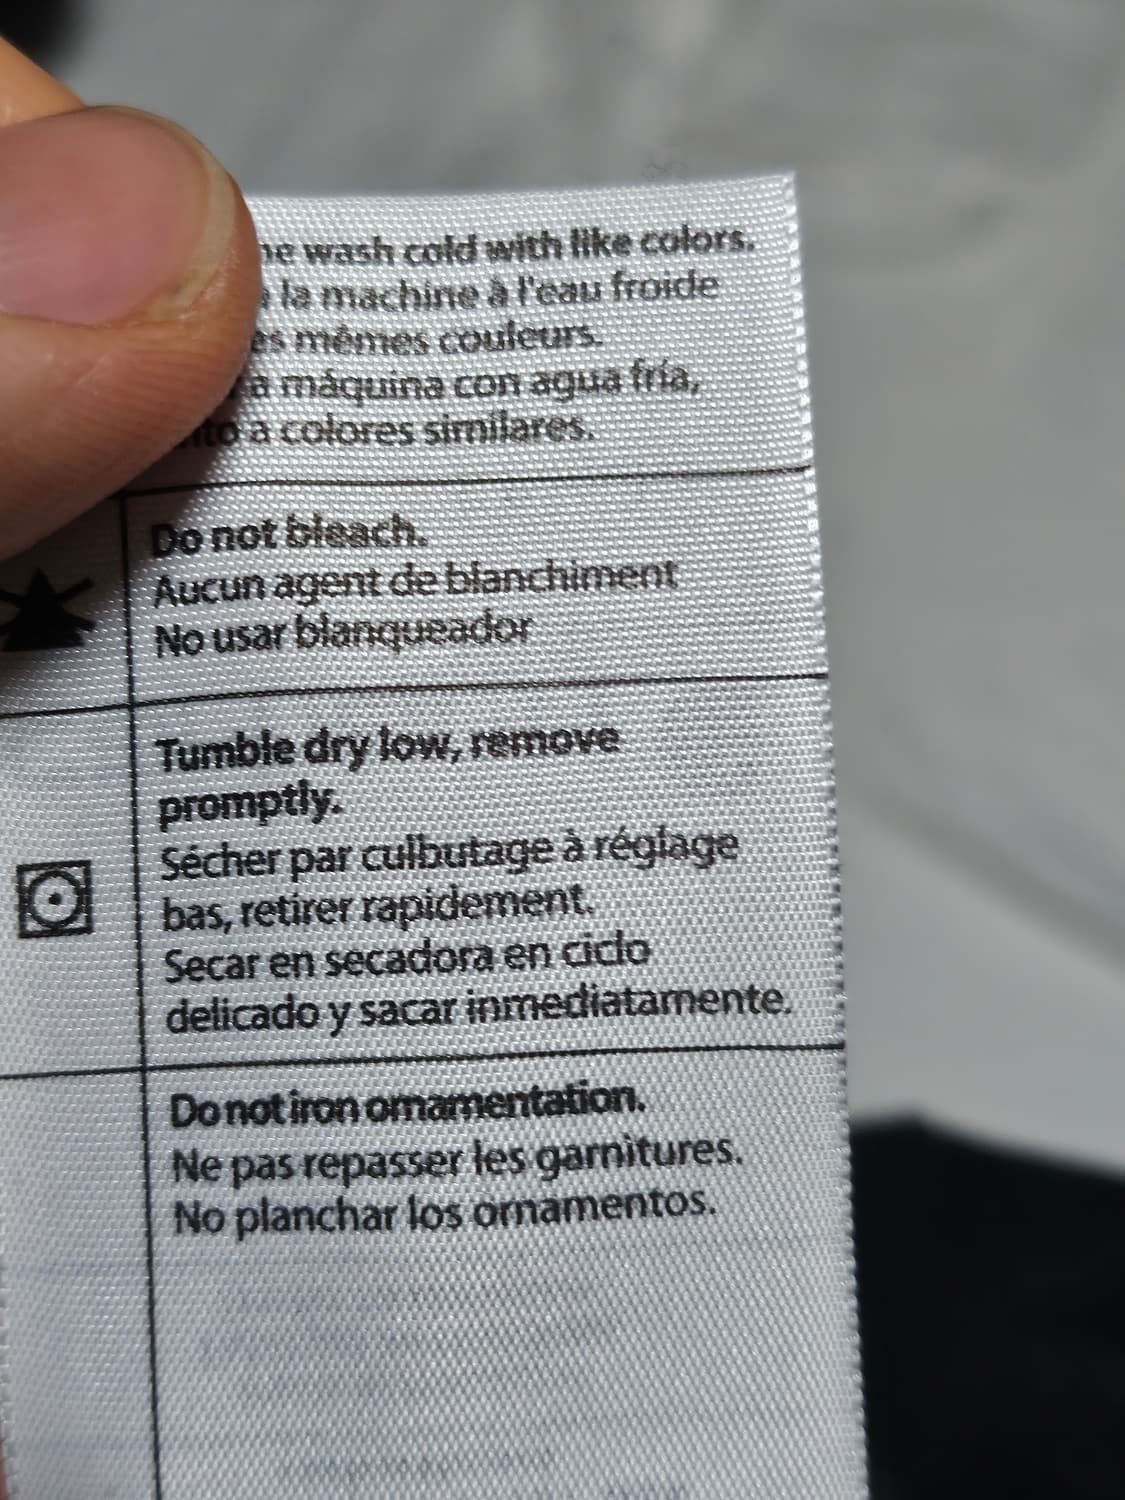 wash cold with like colors.
la machine à l'eau froide
mêmes couleurs.
máquina con agua fría,
a colores similares.
Do not bleach.
Aucun agent de blanchiment
No usar blanqueador
Tumble dry low, remove
promptly.
Sécher par culbutage à réglage
bas, retirer rapidement.
Secar en secadora en ciclo
delicado y sacar inmediatamente.
Do not iron ornamentation.
Ne pas repasser les garnitures.
No planchar los ornamentos.